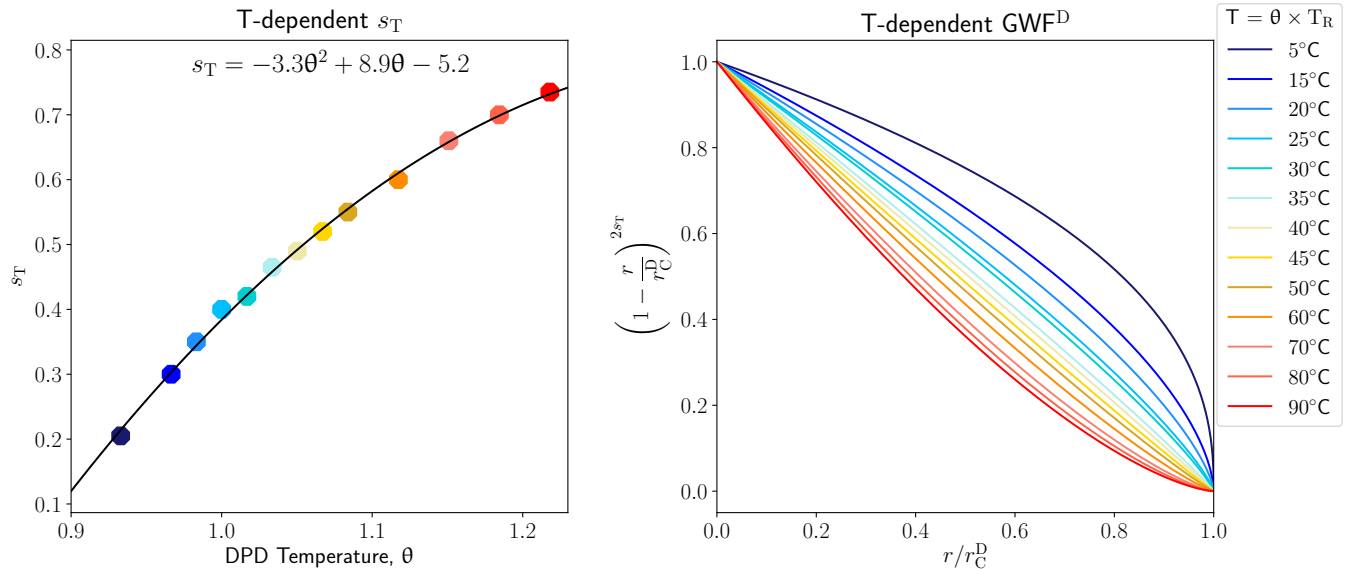 T-dependent s_T
s_T = −3.3θ² + 8.9θ − 5.2
0.8
0.7
0.6
0.5
0.4
0.3
0.2
0.1
s_T
0.9 1.0 1.1 1.2
DPD Temperature, θ
T-dependent GWF^D
1.0
0.8
0.6
0.4
0.2
0.0
(1 − r/r_C^D)^{2s_T}
0.0 0.2 0.4 0.6 0.8 1.0
r/r_C^D
T = θ × T_R
5°C
15°C
20°C
25°C
30°C
35°C
40°C
45°C
50°C
60°C
70°C
80°C
90°C